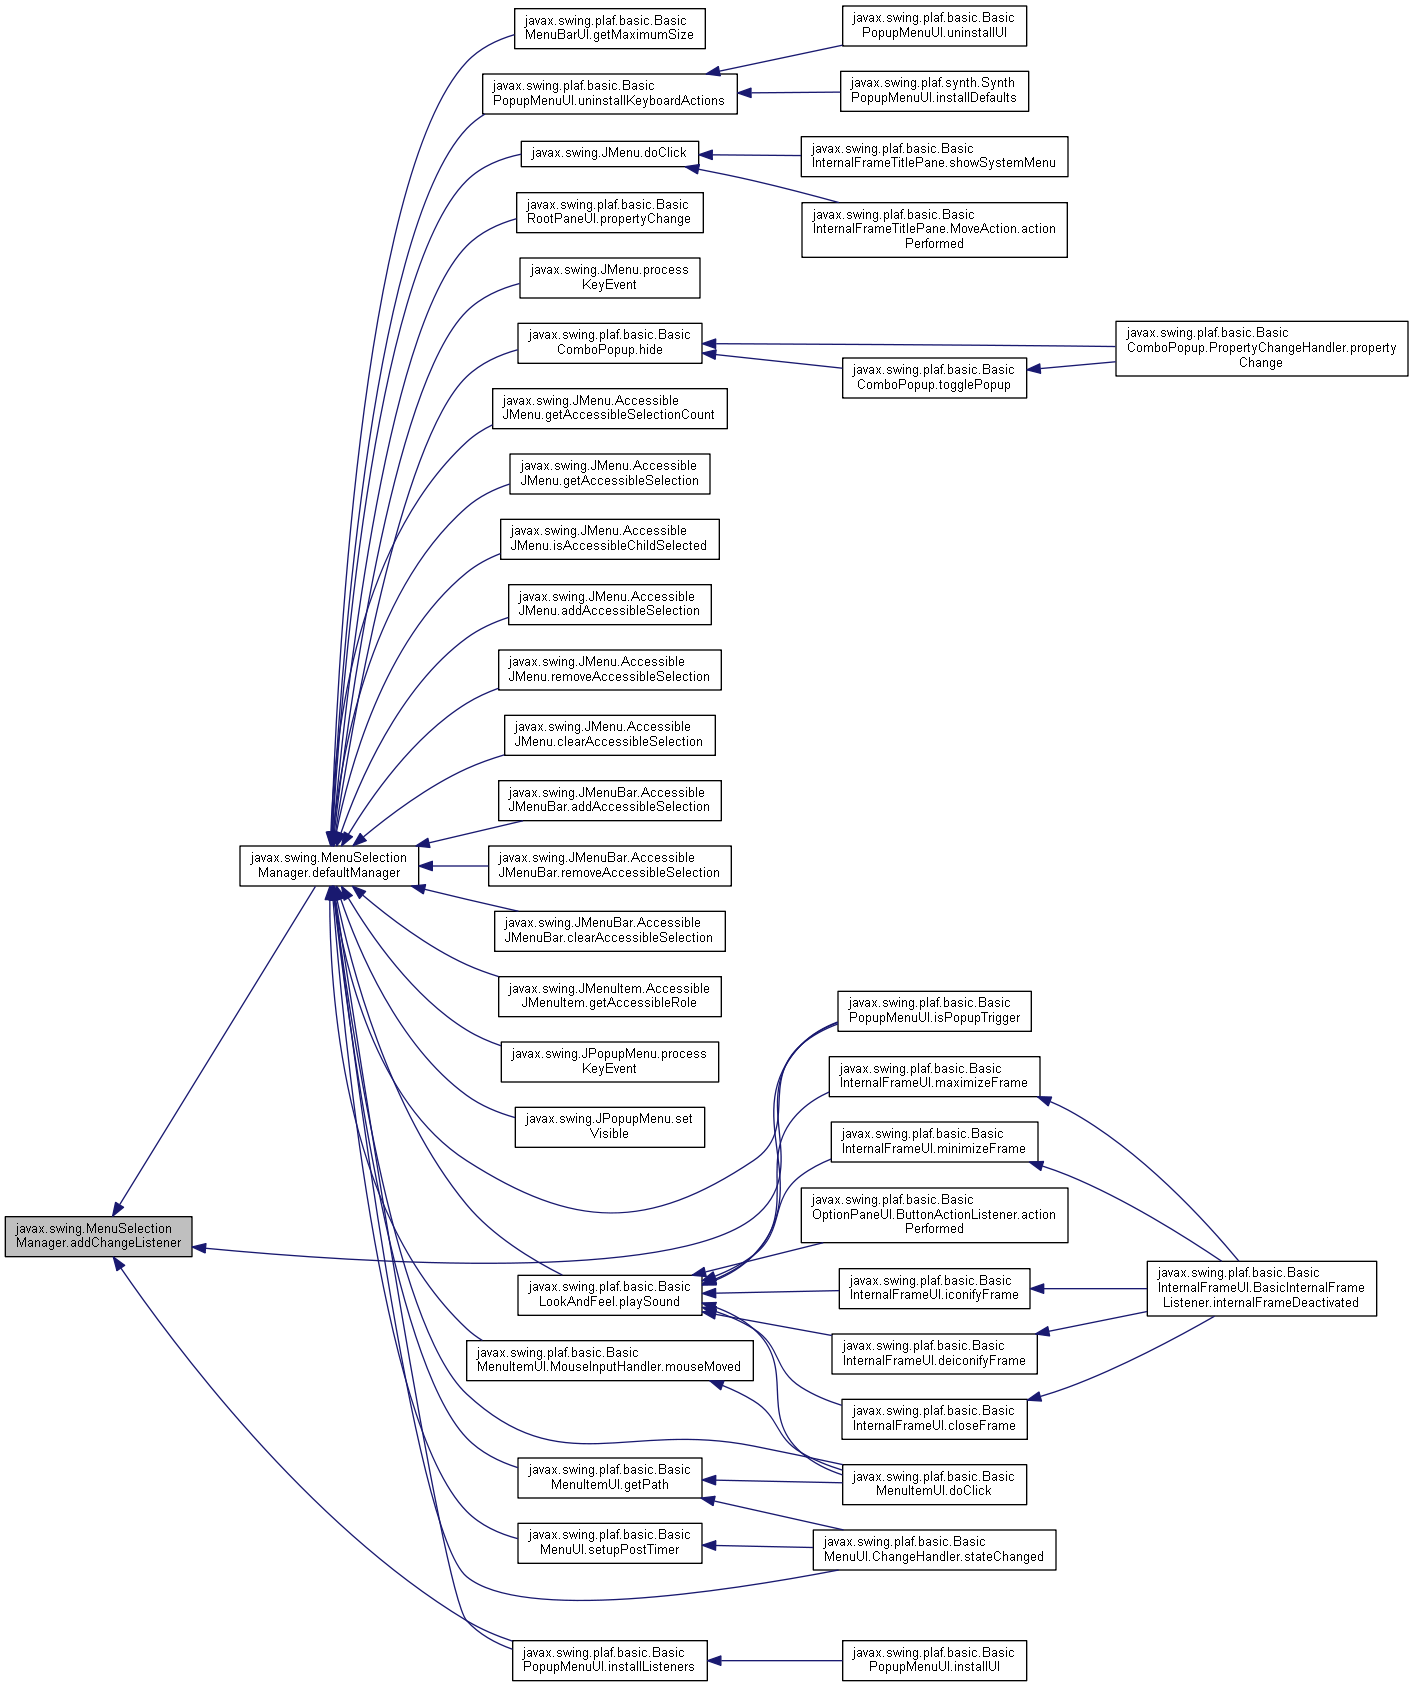 javax.swing.plaf.basic.Basic
MenuBarUI.getMaximumSize
javax.swing.plaf.basic.Basic
PopupMenuUI.uninstallUI
javax.swing.plaf.basic.Basic
PopupMenuUI.uninstallKeyboardActions
javax.swing.plaf.synth.Synth
PopupMenuUI.installDefaults
javax.swing.JMenu.doClick
javax.swing.plaf.basic.Basic
InternalFrameTitlePane.showSystemMenu
javax.swing.plaf.basic.Basic
RootPaneUI.propertyChange
javax.swing.plaf.basic.Basic
InternalFrameTitlePane.MoveAction.action
Performed
javax.swing.JMenu.process
KeyEvent
javax.swing.plaf.basic.Basic
ComboPopup.hide
javax.swing.plaf.basic.Basic
ComboPopup.PropertyChangeHandler.property
Change
javax.swing.plaf.basic.Basic
ComboPopup.togglePopup
javax.swing.JMenu.Accessible
JMenu.getAccessibleSelectionCount
javax.swing.JMenu.Accessible
JMenu.getAccessibleSelection
javax.swing.JMenu.Accessible
JMenu.isAccessibleChildSelected
javax.swing.JMenu.Accessible
JMenu.addAccessibleSelection
javax.swing.JMenu.Accessible
JMenu.removeAccessibleSelection
javax.swing.JMenu.Accessible
JMenu.clearAccessibleSelection
javax.swing.JMenuBar.Accessible
JMenuBar.addAccessibleSelection
javax.swing.MenuSelection
Manager.defaultManager
javax.swing.JMenuBar.Accessible
JMenuBar.removeAccessibleSelection
javax.swing.JMenuBar.Accessible
JMenuBar.clearAccessibleSelection
javax.swing.JMenuItem.Accessible
JMenuItem.getAccessibleRole
javax.swing.plaf.basic.Basic
PopupMenuUI.isPopupTrigger
javax.swing.JPopupMenu.process
KeyEvent
javax.swing.plaf.basic.Basic
InternalFrameUI.maximizeFrame
javax.swing.JPopupMenu.set
Visible
javax.swing.plaf.basic.Basic
InternalFrameUI.minimizeFrame
javax.swing.plaf.basic.Basic
OptionPaneUI.ButtonActionListener.action
Performed
javax.swing.MenuSelection
Manager.addChangeListener
javax.swing.plaf.basic.Basic
LookAndFeel.playSound
javax.swing.plaf.basic.Basic
InternalFrameUI.iconifyFrame
javax.swing.plaf.basic.Basic
InternalFrameUI.BasicInternalFrame
Listener.internalFrameDeactivated
javax.swing.plaf.basic.Basic
MenuItemUI.MouseInputHandler.mouseMoved
javax.swing.plaf.basic.Basic
InternalFrameUI.deiconifyFrame
javax.swing.plaf.basic.Basic
InternalFrameUI.closeFrame
javax.swing.plaf.basic.Basic
MenuItemUI.getPath
javax.swing.plaf.basic.Basic
MenuItemUI.doClick
javax.swing.plaf.basic.Basic
MenuUI.setupPostTimer
javax.swing.plaf.basic.Basic
MenuUI.ChangeHandler.stateChanged
javax.swing.plaf.basic.Basic
PopupMenuUI.installListeners
javax.swing.plaf.basic.Basic
PopupMenuUI.installUI